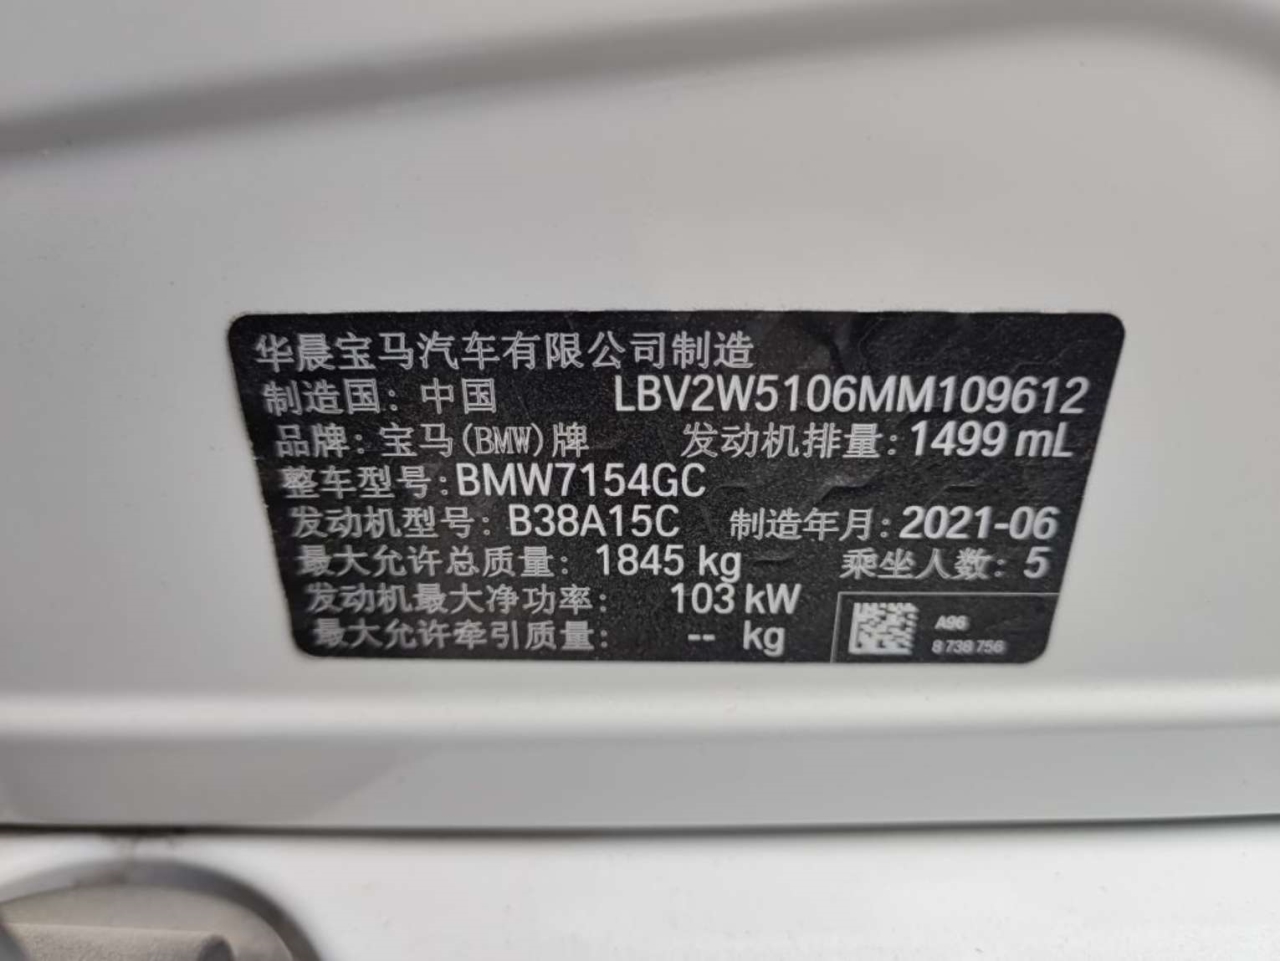 华晨宝马汽车有限公司制造
制造国：中国 LBV2W5106MM109612
品牌：宝马(BMW)牌 发动机排量：1499 mL
整车型号：BMW7154GC
发动机型号：B38A15C 制造年月：2021-06
最大允许总质量：1845 kg 乘坐人数：5
发动机最大净功率：103 kW
最大允许牵引质量：-- kg
A96
8 738 756